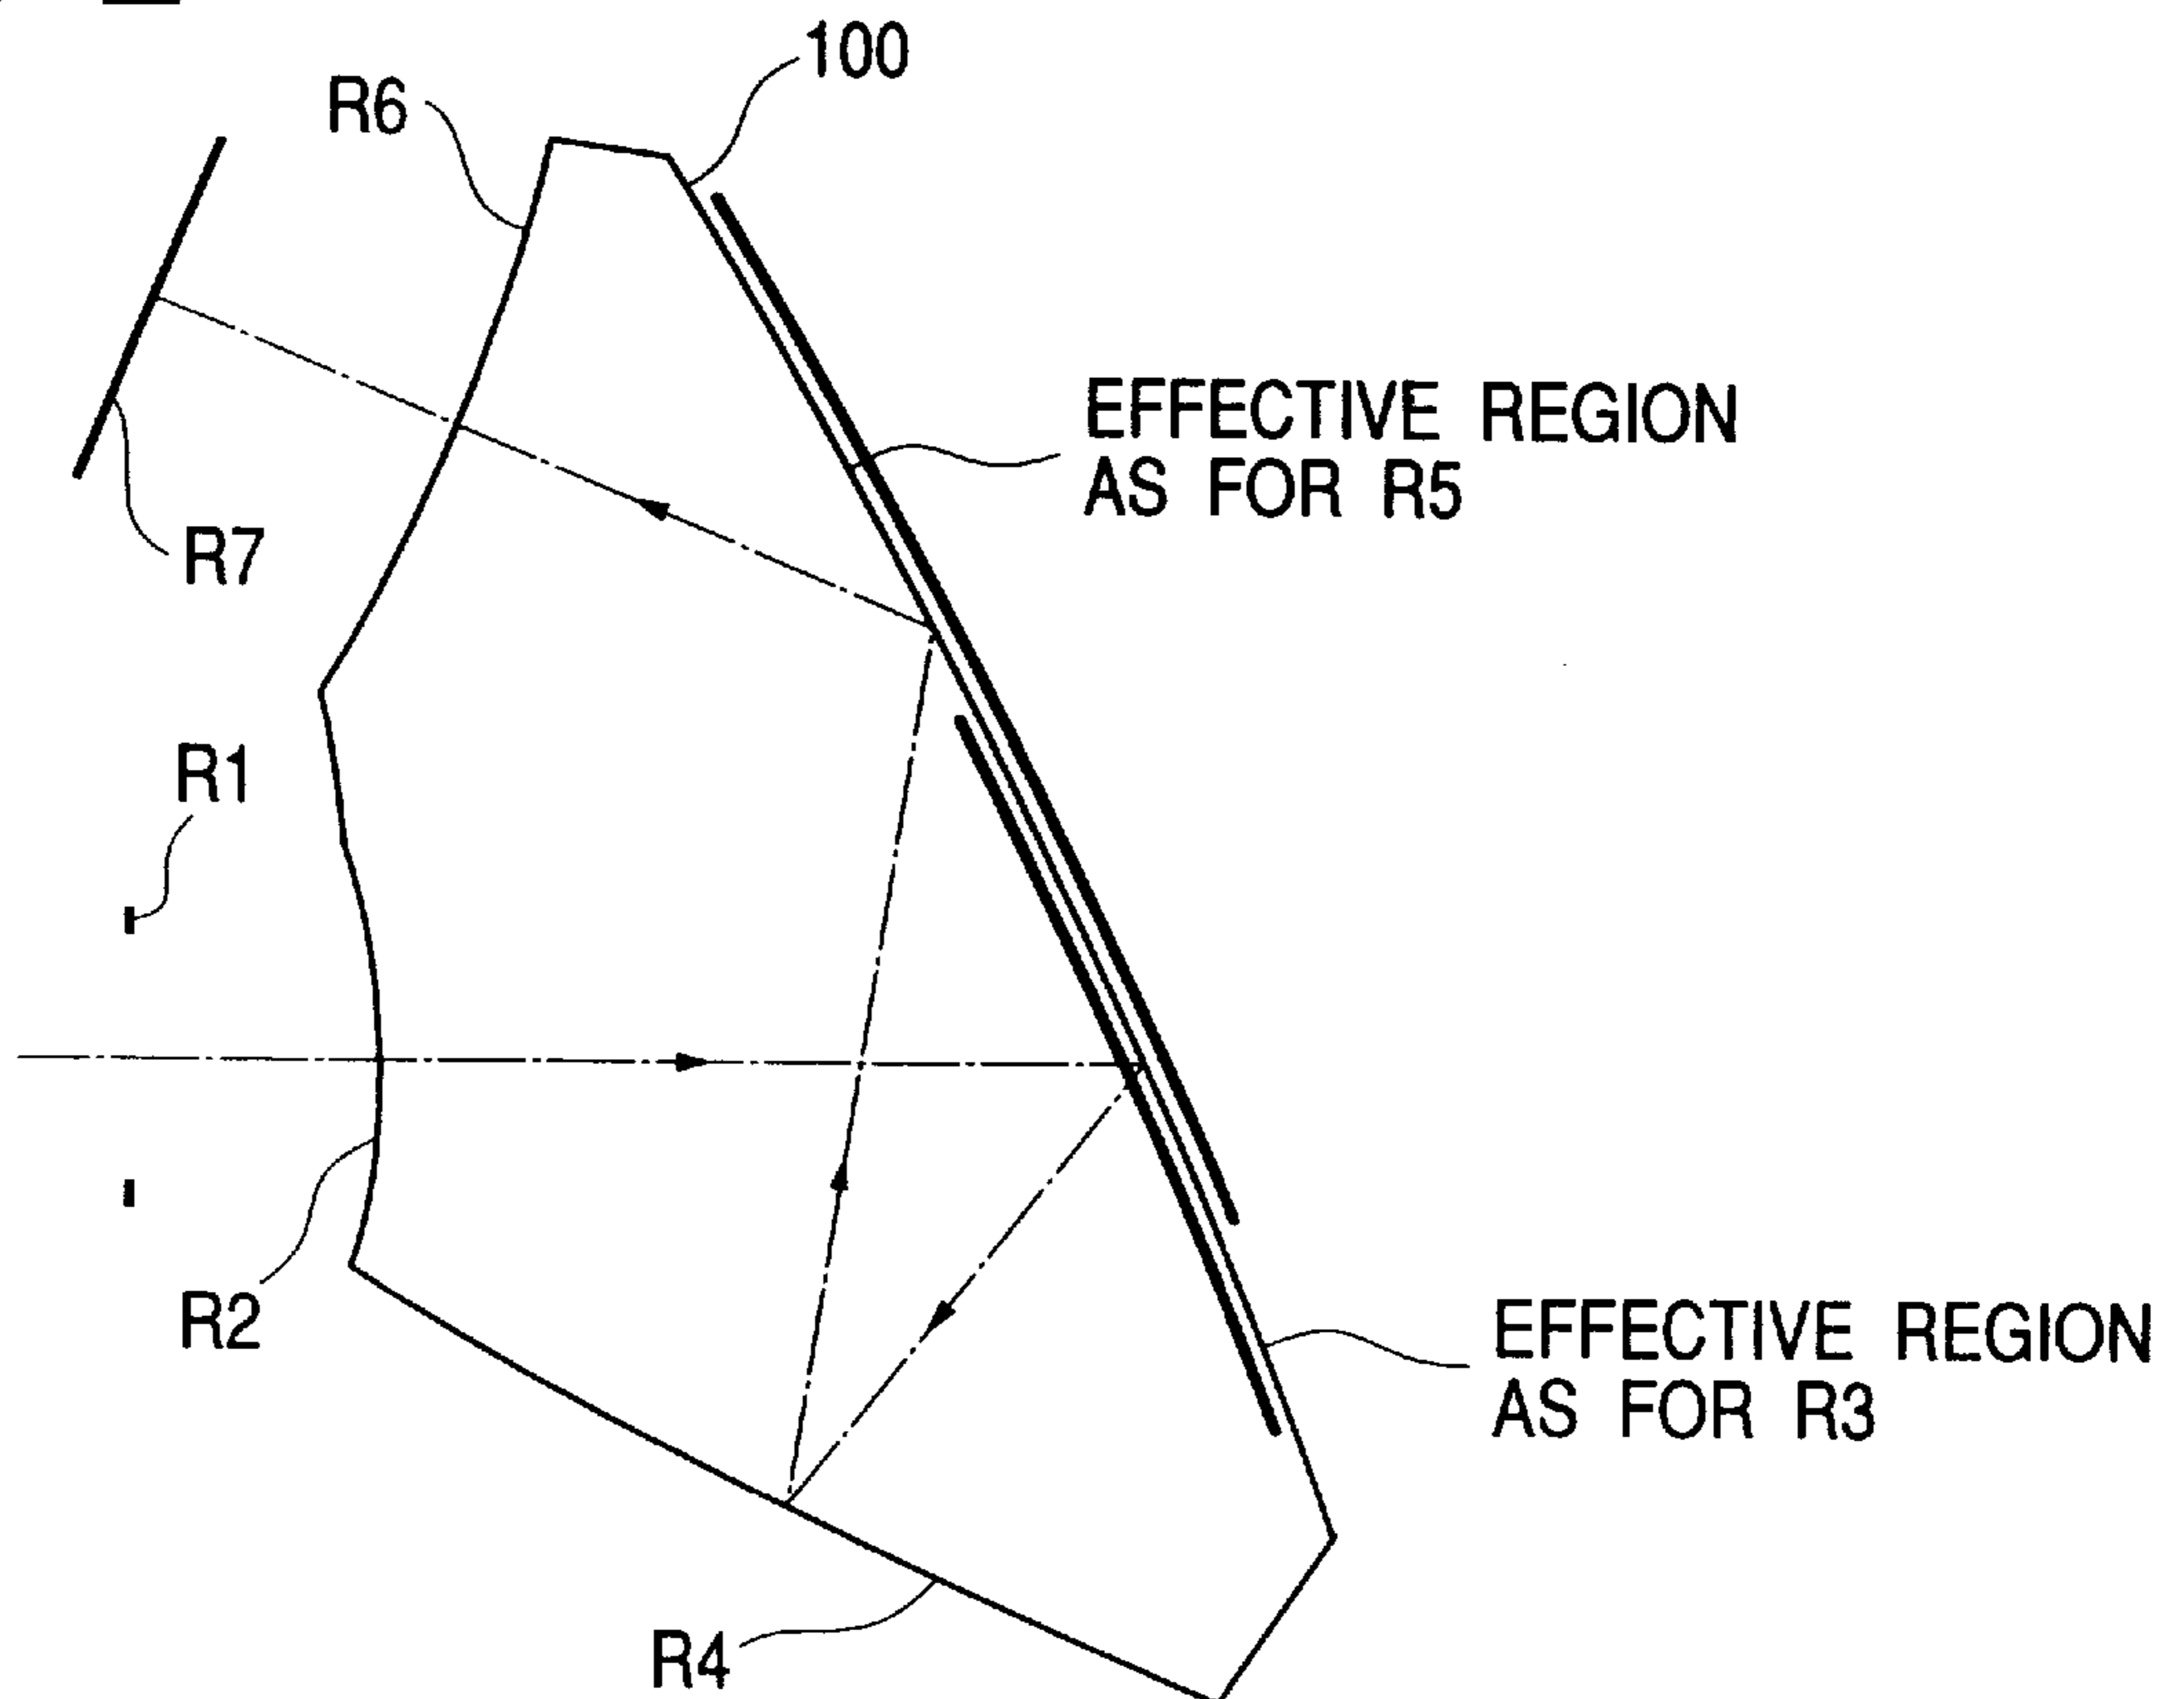 100
R6
EFFECTIVE REGION
AS FOR R5
R7
R1
R2
EFFECTIVE REGION
AS FOR R3
R4